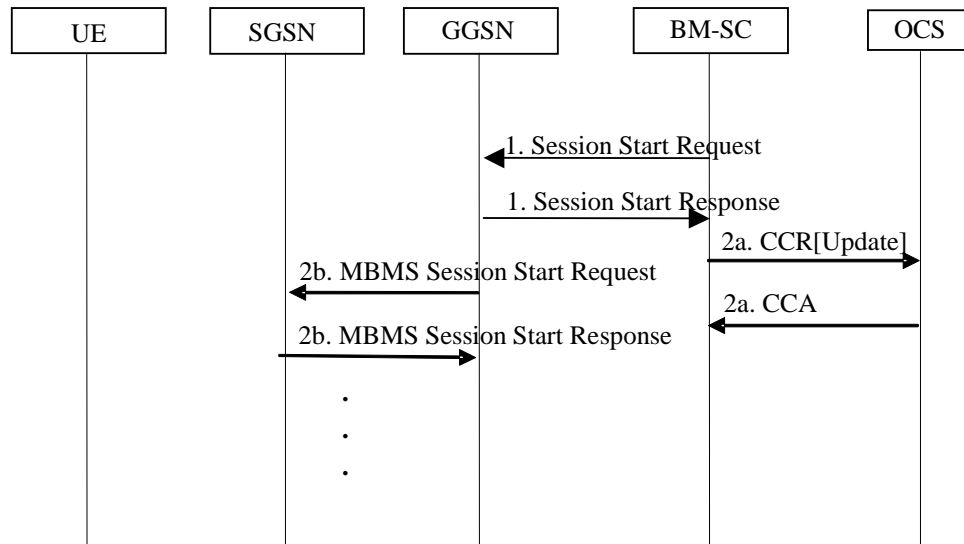 UE
SGSN
GGSN
BM-SC
OCS
1. Session Start Request
1. Session Start Response
2a. CCR[Update]
2b. MBMS Session Start Request
2a. CCA
2b. MBMS Session Start Response
.
.
.